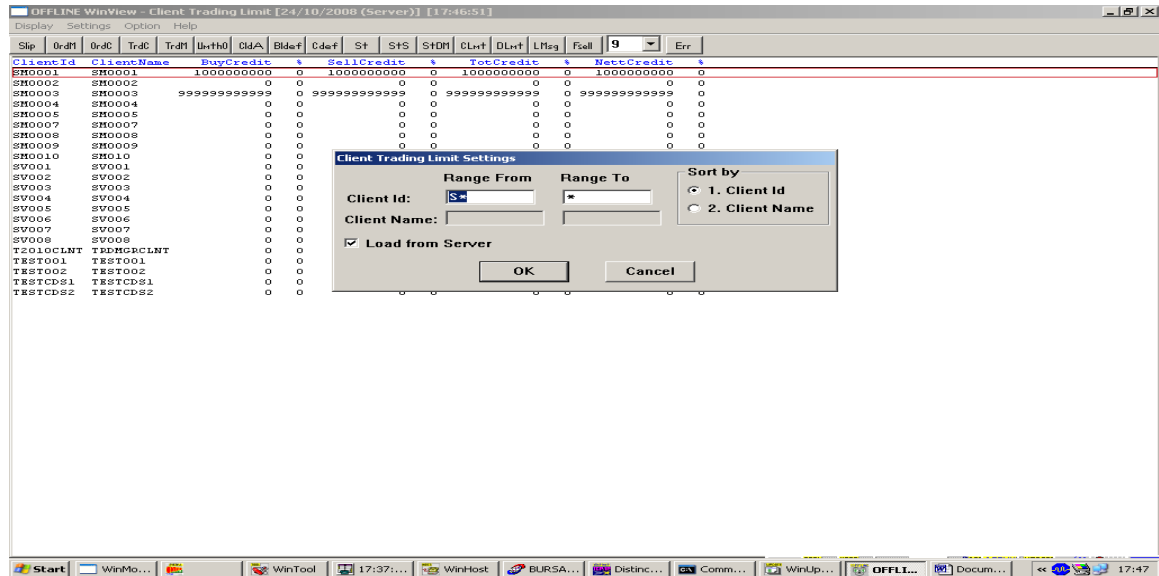 OFFLINE WinView - Client Trading Limit [24/10/2008 (Server)] [17:46:51]
Display Settings Option Help
Slip OrdM OrdC TrdC TrdM UnthO CldA Bldef Cdef St StS StDM CLmt DLmt LMsg Fsell 9 Err
ClientId ClientName BuyCredit % SellCredit % TotCredit % NettCredit %
SM0001 SM0001 1000000000 0 1000000000 0 1000000000 0 1000000000 0
SM0002 SM0002 0 0 0 0 0 0 0 0
SM0003 SM0003 999999999999 0 999999999999 0 999999999999 0 999999999999 0
SM0004 SM0004 0 0 0 0 0 0 0 0
SM0005 SM0005 0 0 0 0 0 0 0 0
SM0007 SM0007 0 0 0 0 0 0 0 0
SM0008 SM0008 0 0 0 0 0 0 0 0
SM0009 SM0009 0 0 0 0 0 0 0 0
SM0010 SM010 0 0
SV001 SV001 0 0
SV002 SV002 0 0
SV003 SV003 0 0
SV004 SV004 0 0
SV005 SV005 0 0
SV006 SV006 0 0
SV007 SV007 0 0
SV008 SV008 0 0
T2010CLNT TRDMGRCLNT 0 0
TEST001 TEST001 0 0
TEST002 TEST002 0 0
TESTCDS1 TESTCDS1 0 0
TESTCDS2 TESTCDS2 0 0 0 0 0 0 0 0
Client Trading Limit Settings
Range From Range To
Client Id: S* *
Client Name:
Sort by
1. Client Id
2. Client Name
Load from Server
OK Cancel
Start WinMo... WinTool 17:37:... WinHost BURSA... Distinc... Comm... WinUp... OFFLI... Docum... « 17:47